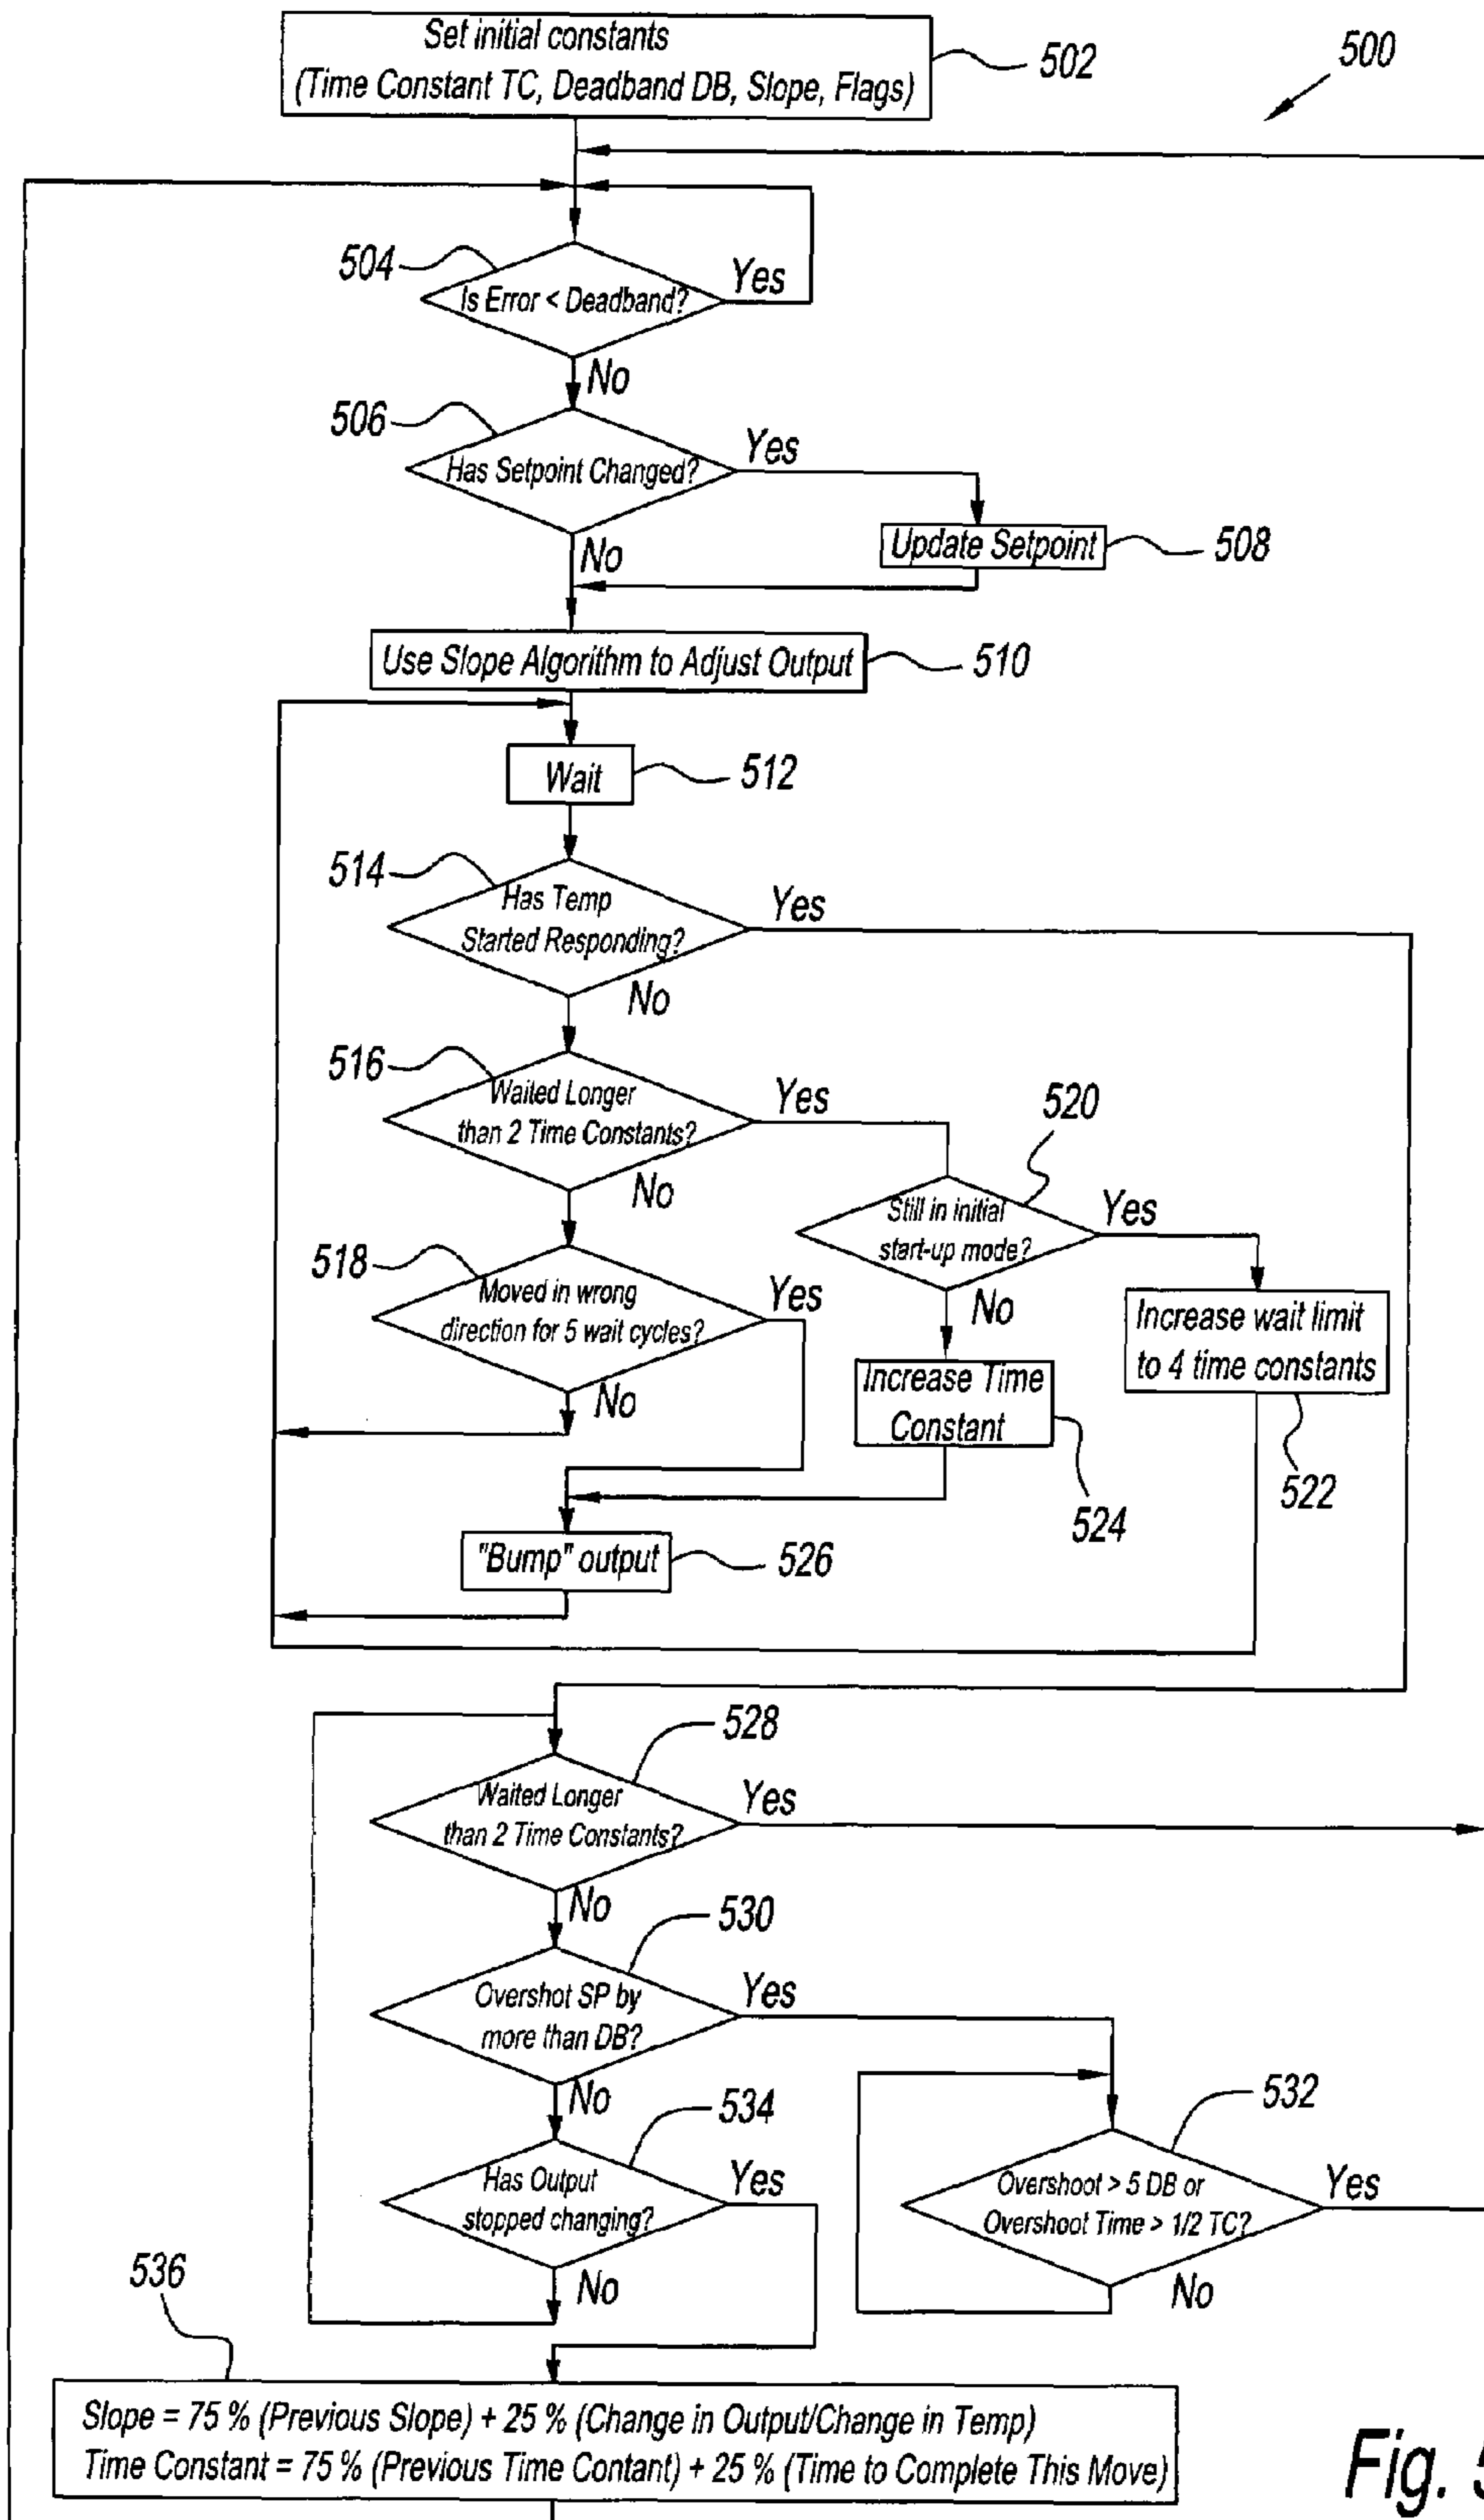 Set initial constants
(Time Constant TC, Deadband DB, Slope, Flags)
502
500
504
Is Error < Deadband?
Yes
No
506
Has Setpoint Changed?
Yes
No
Update Setpoint
508
Use Slope Algorithm to Adjust Output
510
Wait
512
514
Has Temp
Started Responding?
Yes
No
516
Waited Longer
than 2 Time Constants?
Yes
No
520
Still in initial
start-up mode?
Yes
No
518
Moved in wrong
direction for 5 wait cycles?
Yes
No
Increase wait limit
to 4 time constants
522
Increase Time
Constant
524
"Bump" output
526
528
Waited Longer
than 2 Time Constants?
Yes
No
530
Overshot SP by
more than DB?
Yes
No
532
Overshoot > 5 DB or
Overshoot Time > 1/2 TC?
Yes
No
534
Has Output
stopped changing?
Yes
No
536
Slope = 75 % (Previous Slope) + 25 % (Change in Output/Change in Temp)
Time Constant = 75 % (Previous Time Contant) + 25 % (Time to Complete This Move)
Fig. 5